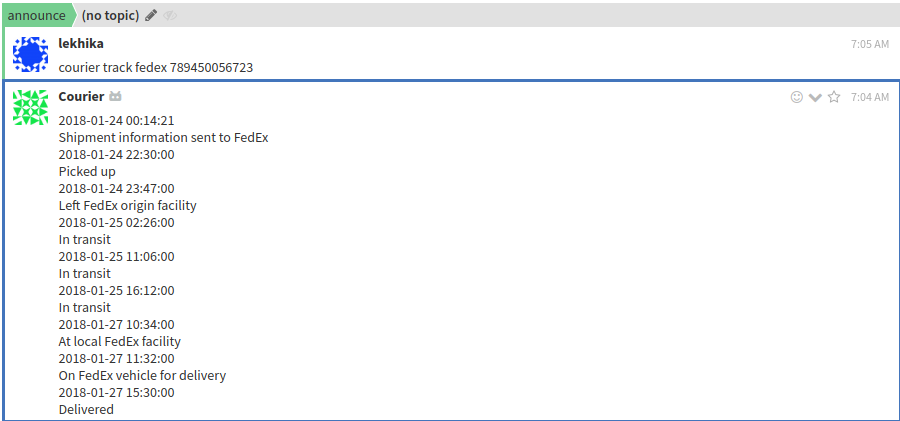 announce (no topic)
lekhika 7:05 AM
courier track fedex 789450056723
Courier 7:04 AM
2018-01-24 00:14:21
Shipment information sent to FedEx
2018-01-24 22:30:00
Picked up
2018-01-24 23:47:00
Left FedEx origin facility
2018-01-25 02:26:00
In transit
2018-01-25 11:06:00
In transit
2018-01-25 16:12:00
In transit
2018-01-27 10:34:00
At local FedEx facility
2018-01-27 11:32:00
On FedEx vehicle for delivery
2018-01-27 15:30:00
Delivered